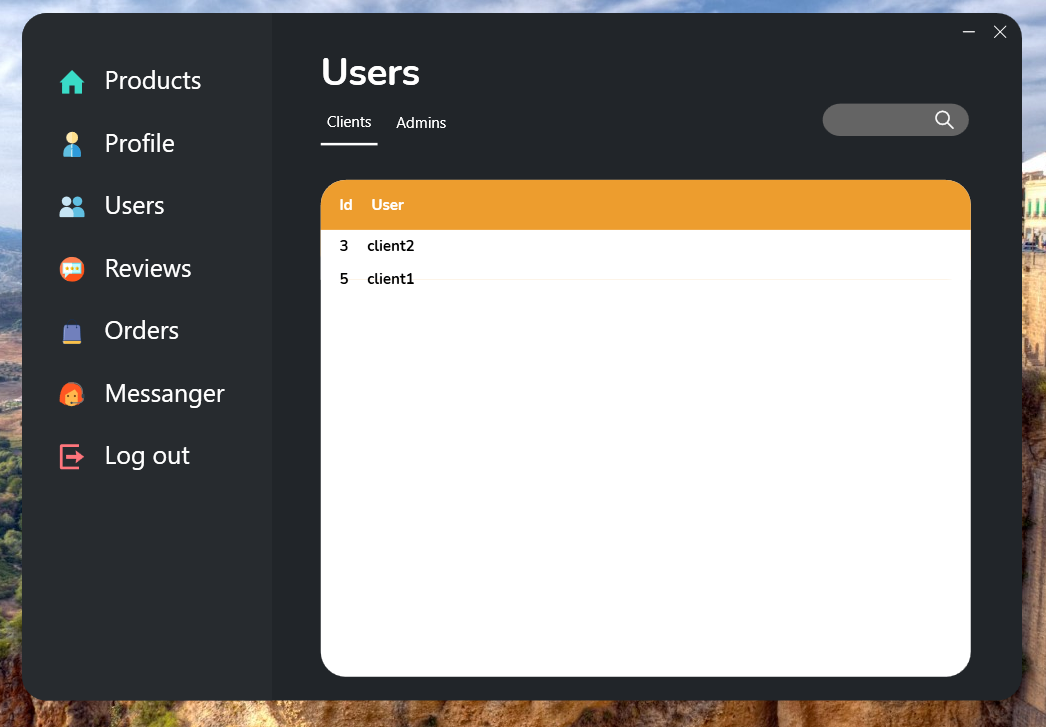 Products
Profile
Users
Reviews
Orders
Messanger
Log out
Users
Clients Admins
Id User
3 client2
5 client1